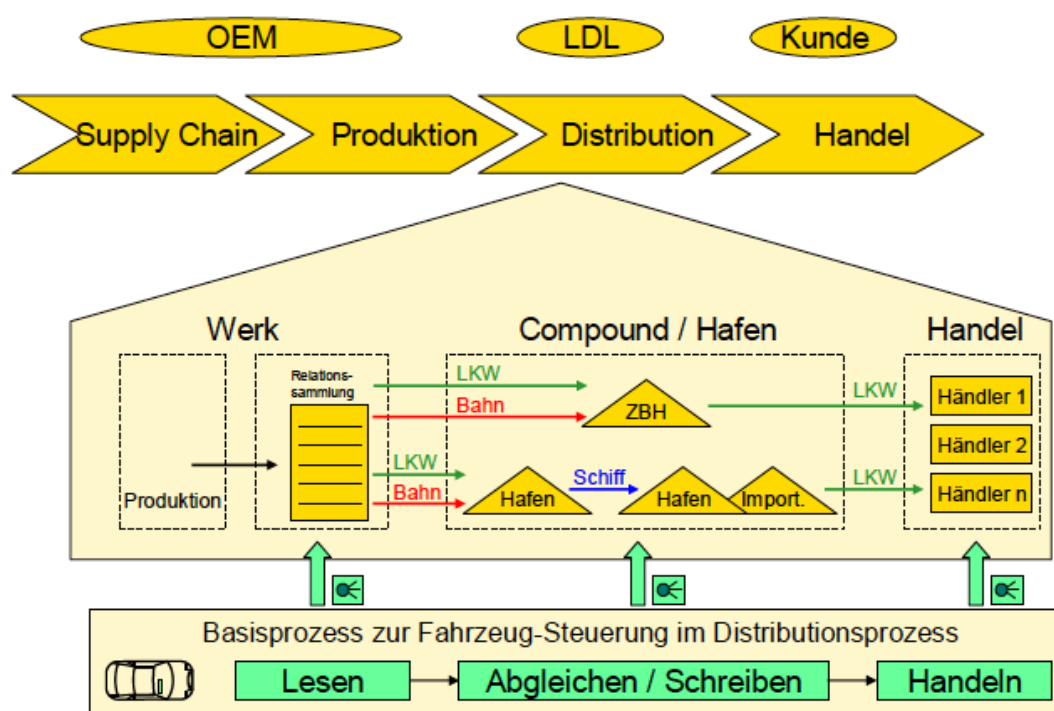 OEM
LDL
Kunde
Supply Chain
Produktion
Distribution
Handel
Werk
Compound / Hafen
Handel
Relations-
sammlung
LKW
Bahn
ZBH
LKW
Händler 1
Händler 2
Händler n
Produktion
LKW
Bahn
Hafen
Schiff
Hafen
Import.
LKW
Basisprozess zur Fahrzeug-Steuerung im Distributionsprozess
Lesen
Abgleichen / Schreiben
Handeln